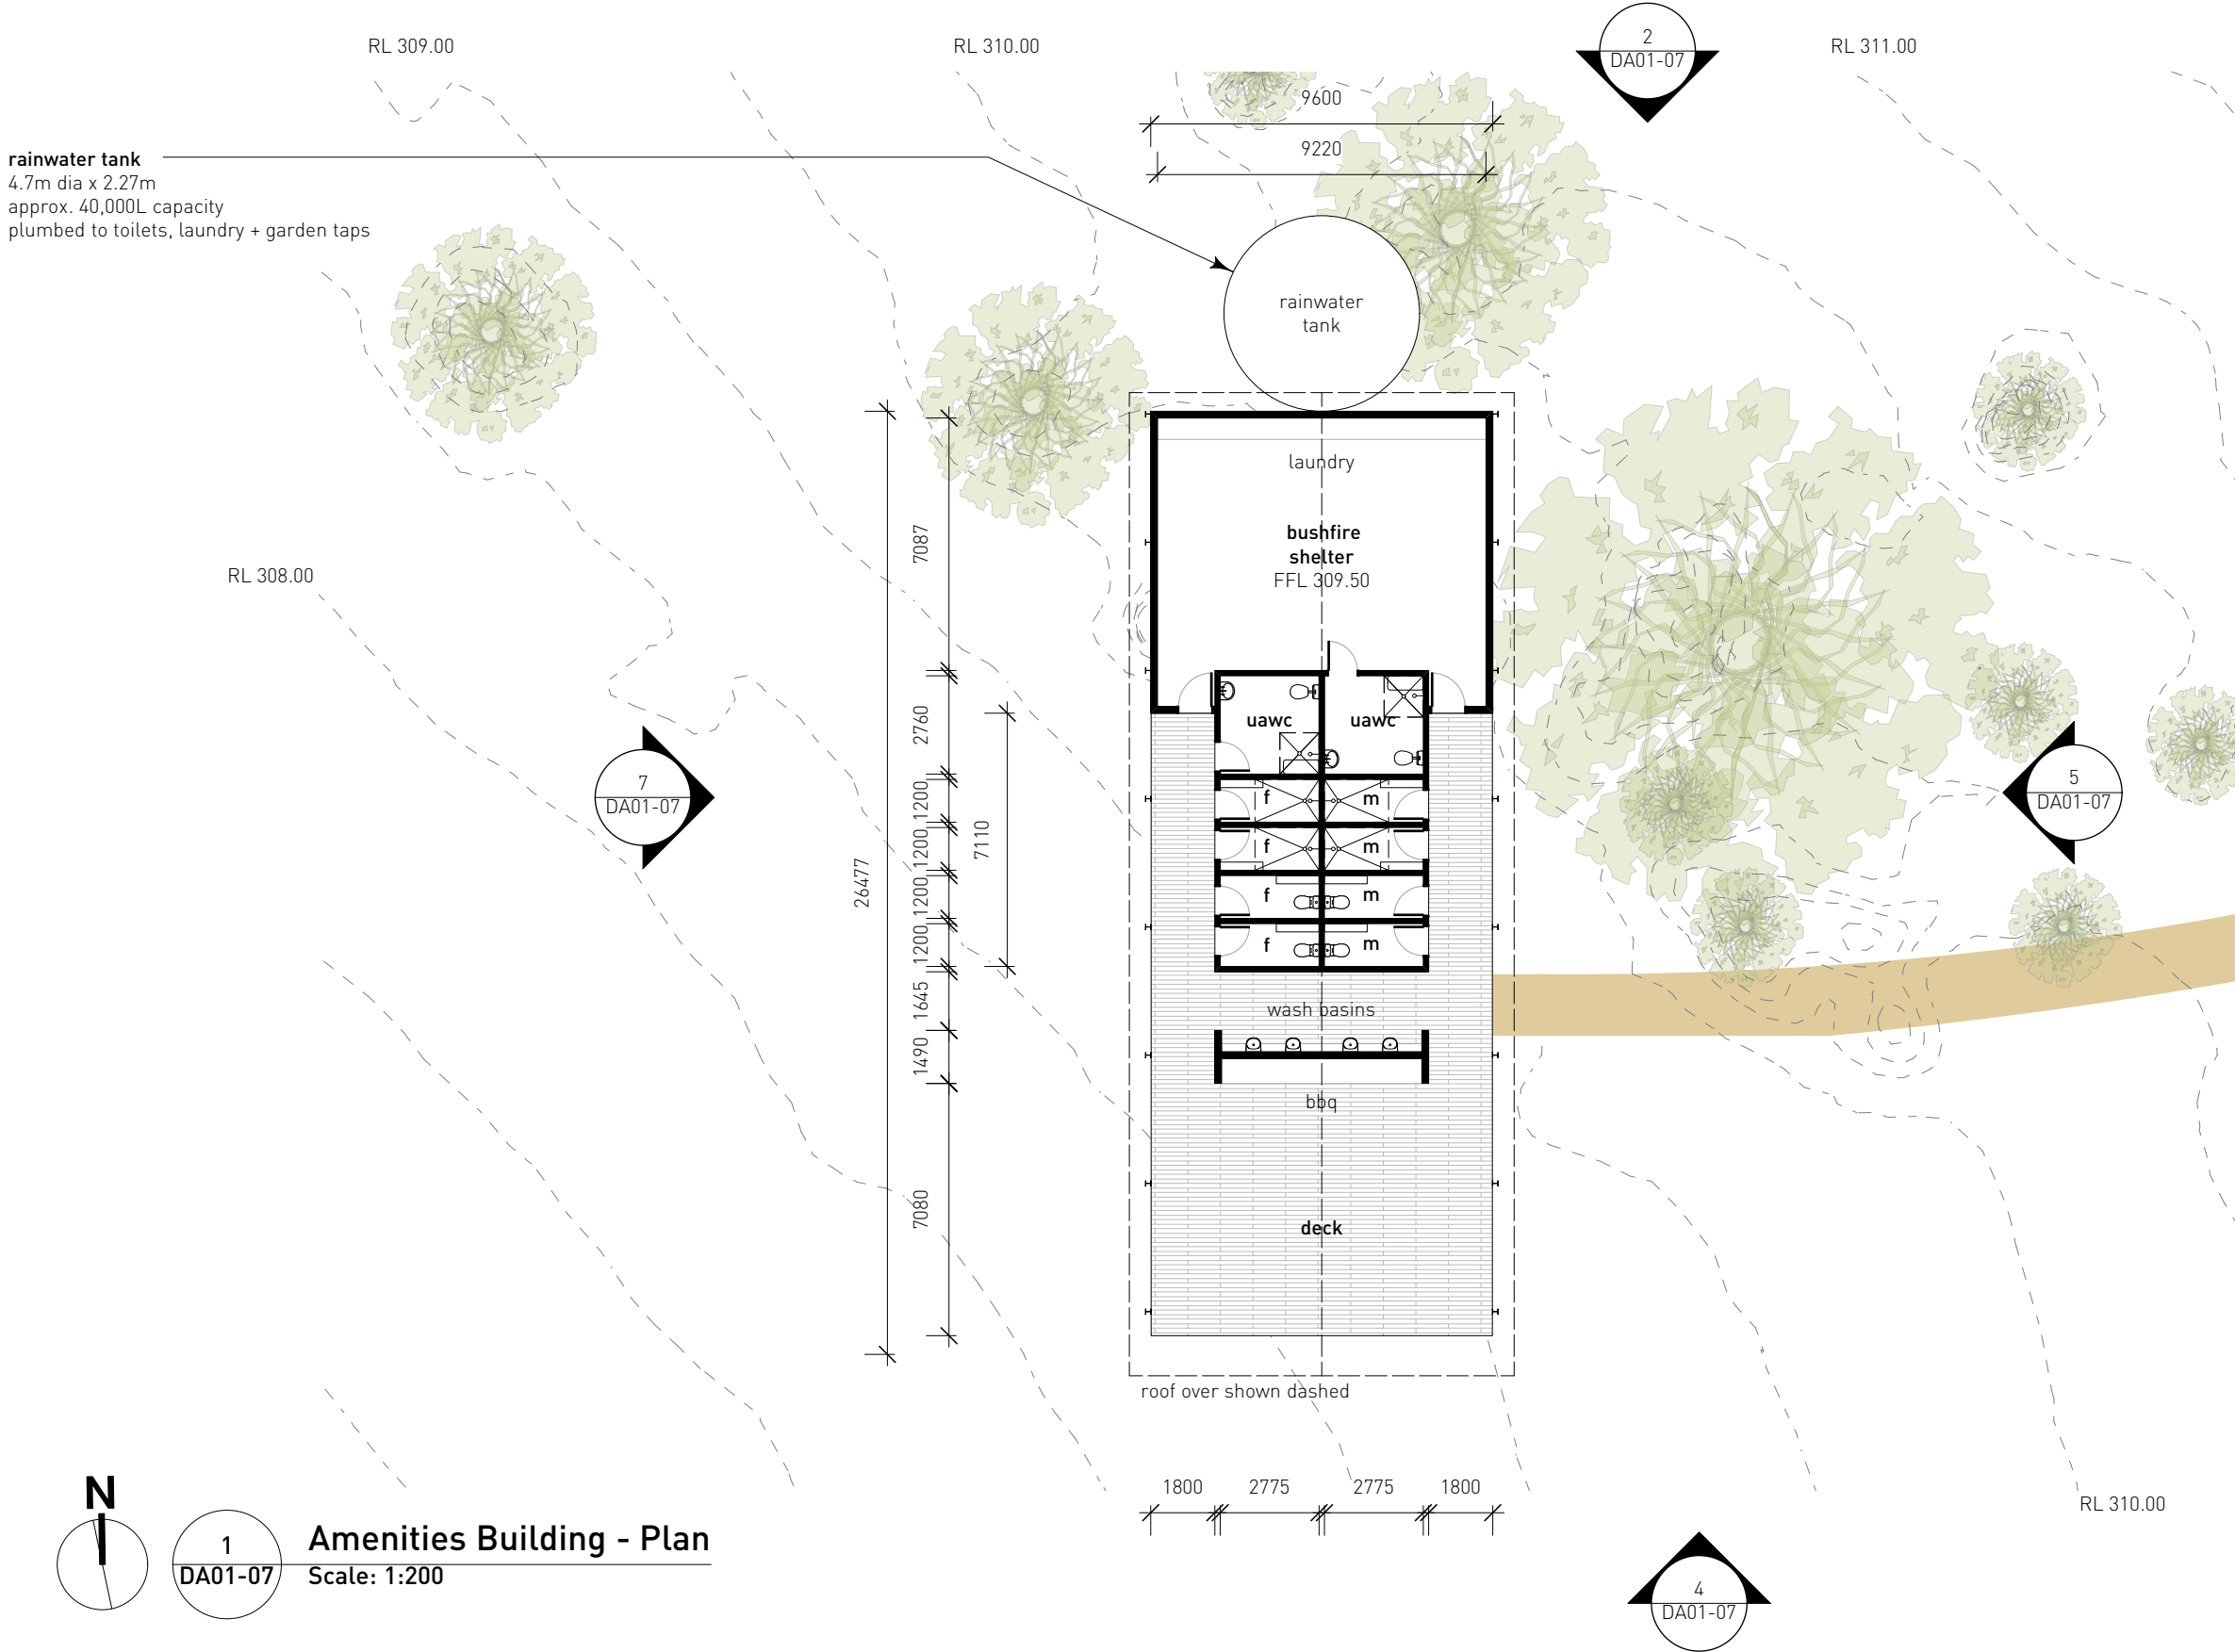 RL 309.00
RL 310.00
2
DA01-07
RL 311.00
9600
9220
rainwater tank
4.7m dia x 2.27m
approx. 40,000L capacity
plumbed to toilets, laundry + garden taps
rainwater
tank
laundry
7087
bushfire
shelter
FFL 309.50
RL 308.00
2760
uawc
uawc
7
DA01-07
5
DA01-07
1200
f
m
7110
1200
f
m
26477
1200
f
m
1200
f
m
1645
wash basins
1490
bbq
7080
deck
roof over shown dashed
1800
2775
2775
1800
RL 310.00
N
1
DA01-07
Amenities Building - Plan
Scale: 1:200
4
DA01-07